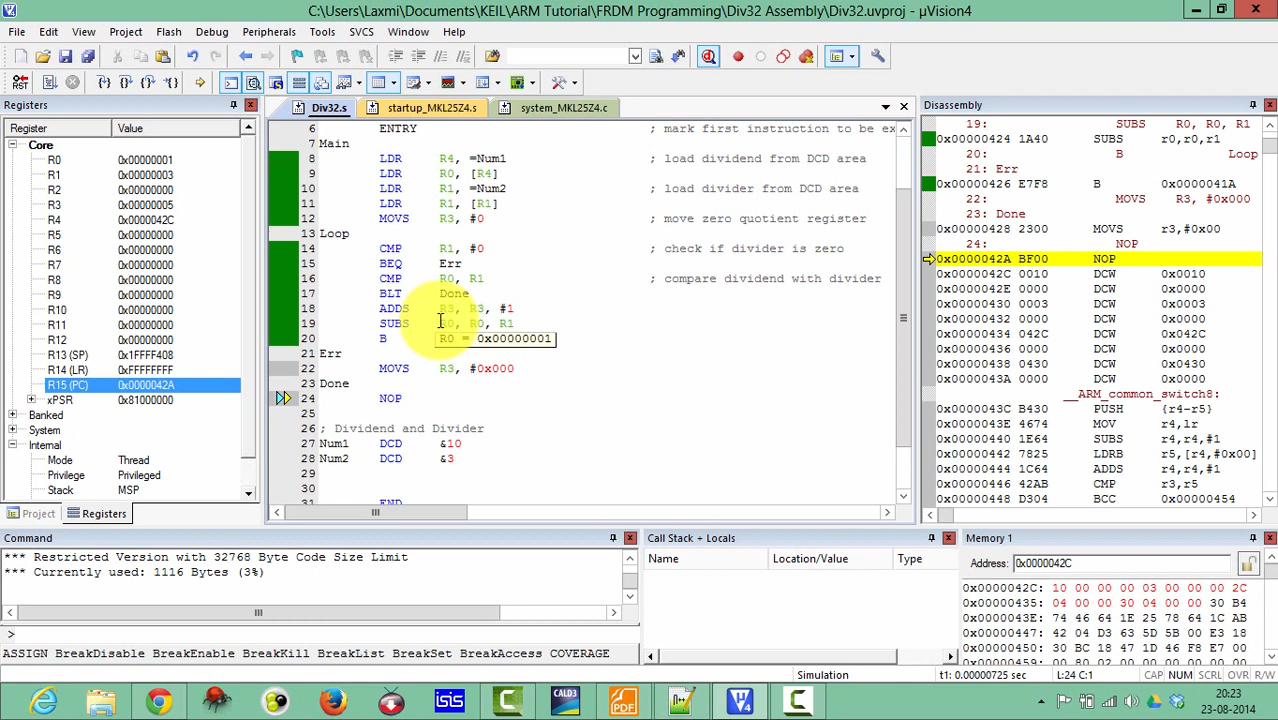 C:\Users\Laxmi\Documents\KEIL\ARM Tutorial\FRDM Programming\Div32 Assembly\Div32.uvproj - µVision4
File Edit View Project Flash Debug Peripherals Tools SVCS Window Help
Registers
Register Value
Core
R0 0x00000001
R1 0x00000003
R2 0x00000000
R3 0x00000005
R4 0x0000042C
R5 0x00000000
R6 0x00000000
R7 0x00000000
R8 0x00000000
R9 0x00000000
R10 0x00000000
R11 0x00000000
R12 0x00000000
R13 (SP) 0x1FFFF408
R14 (LR) 0xFFFFFFFF
R15 (PC) 0x0000042A
xPSR 0x81000000
Banked
System
Internal
Mode Thread
Privilege Privileged
Stack MSP
Project Registers
Div32.s startup_MKL25Z4.s system_MKL25Z4.c
6 ENTRY ; mark first instruction to be ex
7 Main
8 LDR R4, =Num1 ; load dividend from DCD area
9 LDR R0, [R4]
10 LDR R1, =Num2 ; load divider from DCD area
11 LDR R1, [R1]
12 MOVS R3, #0 ; move zero quotient register
13 Loop
14 CMP R1, #0 ; check if divider is zero
15 BEQ Err
16 CMP R0, R1 ; compare dividend with divider
17 BLT Done
18 ADDS R3, R3, #1
19 SUBS R0, R0, R1
20 B R0 = 0x00000001
21 Err
22 MOVS R3, #0x000
23 Done
24 NOP
25
26 ; Dividend and Divider
27 Num1 DCD &10
28 Num2 DCD &3
29
30
31 END
Disassembly
19: SUBS R0, R0, R1
0x00000424 1A40 SUBS r0,r0,r1
20: B Loop
21: Err
0x00000426 E7F8 B 0x0000041A
22: MOVS R3, #0x000
23: Done
0x00000428 2300 MOVS r3,#0x00
24: NOP
0x0000042A BF00 NOP
0x0000042C 0010 DCW 0x0010
0x0000042E 0000 DCW 0x0000
0x00000430 0003 DCW 0x0003
0x00000432 0000 DCW 0x0000
0x00000434 042C DCW 0x042C
0x00000436 0000 DCW 0x0000
0x00000438 0430 DCW 0x0430
0x0000043A 0000 DCW 0x0000
__ARM_common_switch8:
0x0000043C B430 PUSH {r4-r5}
0x0000043E 4674 MOV r4,lr
0x00000440 1E64 SUBS r4,r4,#1
0x00000442 7825 LDRB r5,[r4,#0x00]
0x00000444 1C64 ADDS r4,r4,#1
0x00000446 42AB CMP r3,r5
0x00000448 D304 BCC 0x00000454
Command
*** Restricted Version with 32768 Byte Code Size Limit
*** Currently used: 1116 Bytes (3%)
>
ASSIGN BreakDisable BreakEnable BreakKill BreakList BreakSet BreakAccess COVERAGE
Call Stack + Locals
Name Location/Value Type
Memory 1
Address: 0x0000042C
0x0000042C: 10 00 00 00 03 00 00 00 2C
0x00000435: 04 00 00 30 04 00 00 30 B4
0x0000043E: 74 46 64 1E 25 78 64 1C AB
0x00000447: 42 04 D3 63 5D 5B 00 E3 18
0x00000450: 30 BC 18 47 1D 46 F8 E7 00
Simulation t1: 0.00000725 sec L:24 C:1 CAP NUM SCRL OVR R/W
isis CALD3 PDF
20:23
23-08-2014